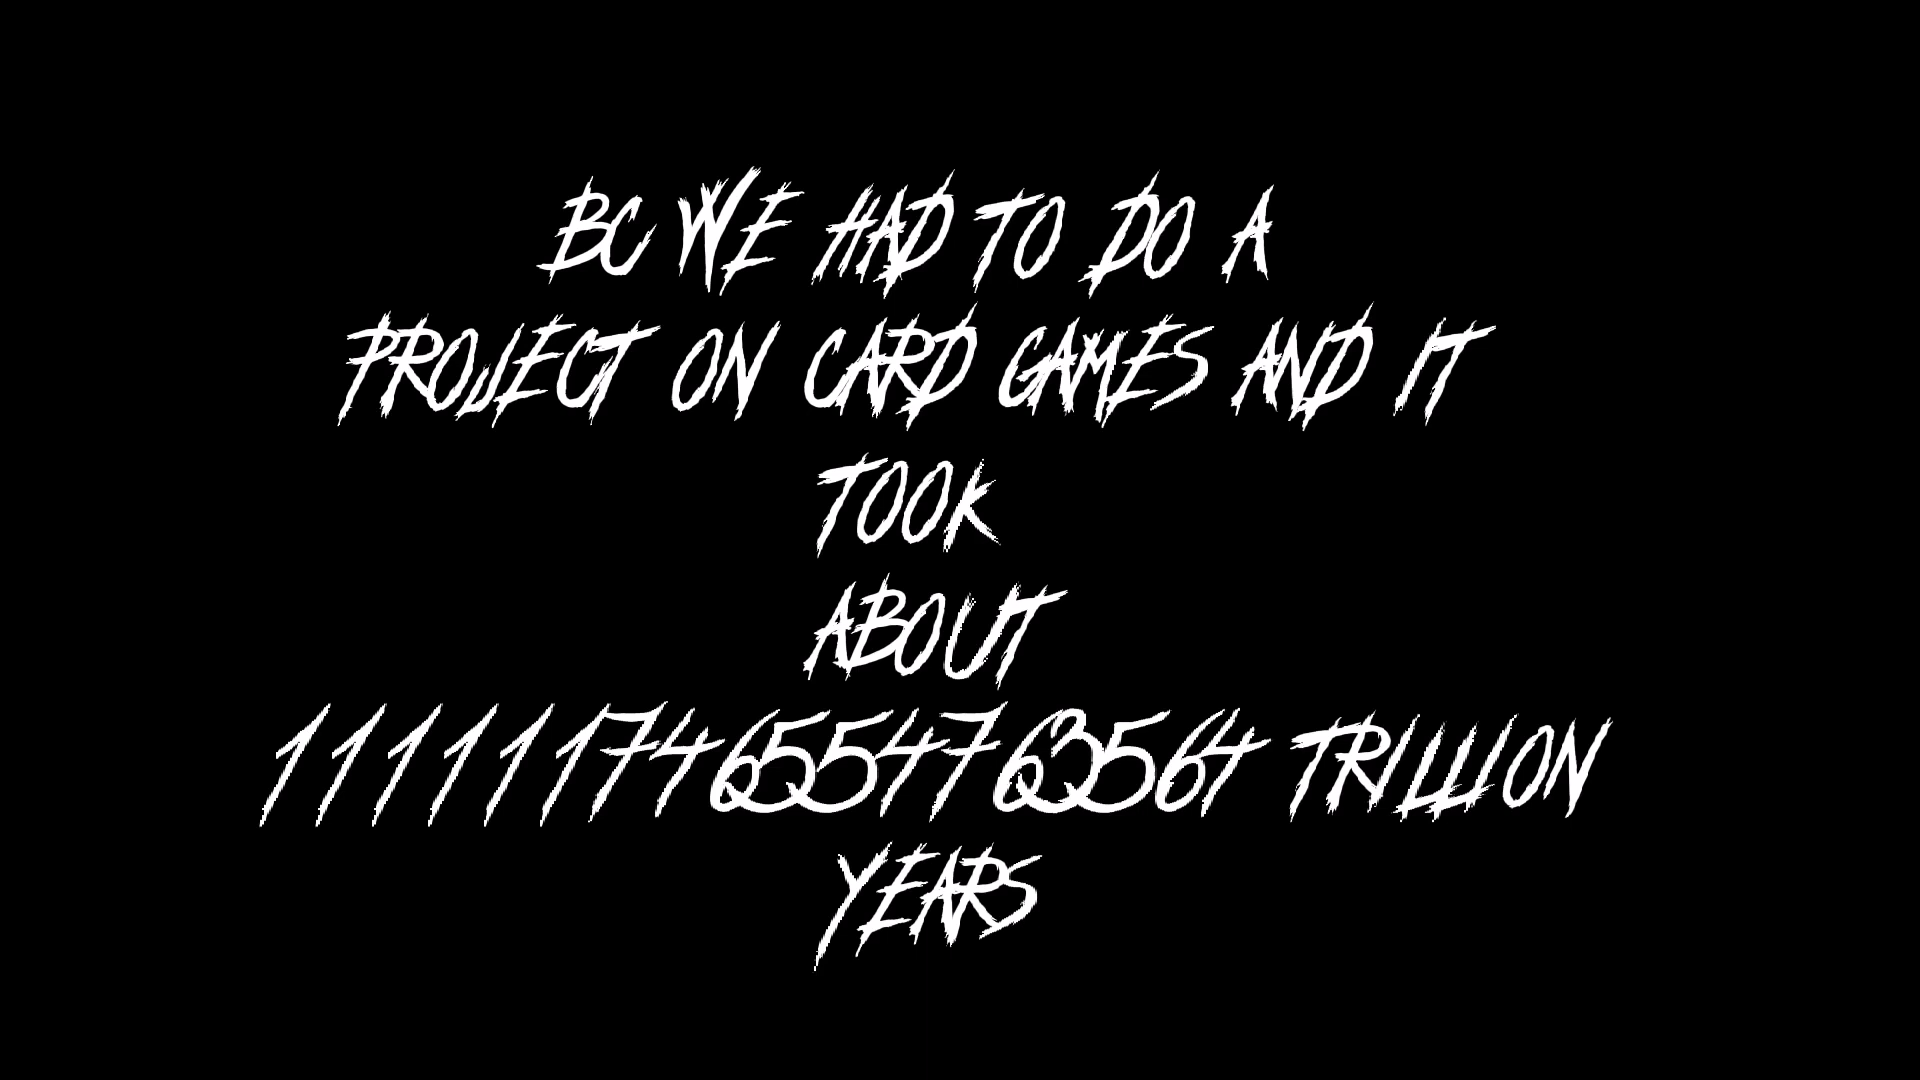 BC WE HAD TO DO A
PROJECT ON CARD GAMES AND IT
TOOK
ABOUT
111111746554763564 TRILLION
YEARS